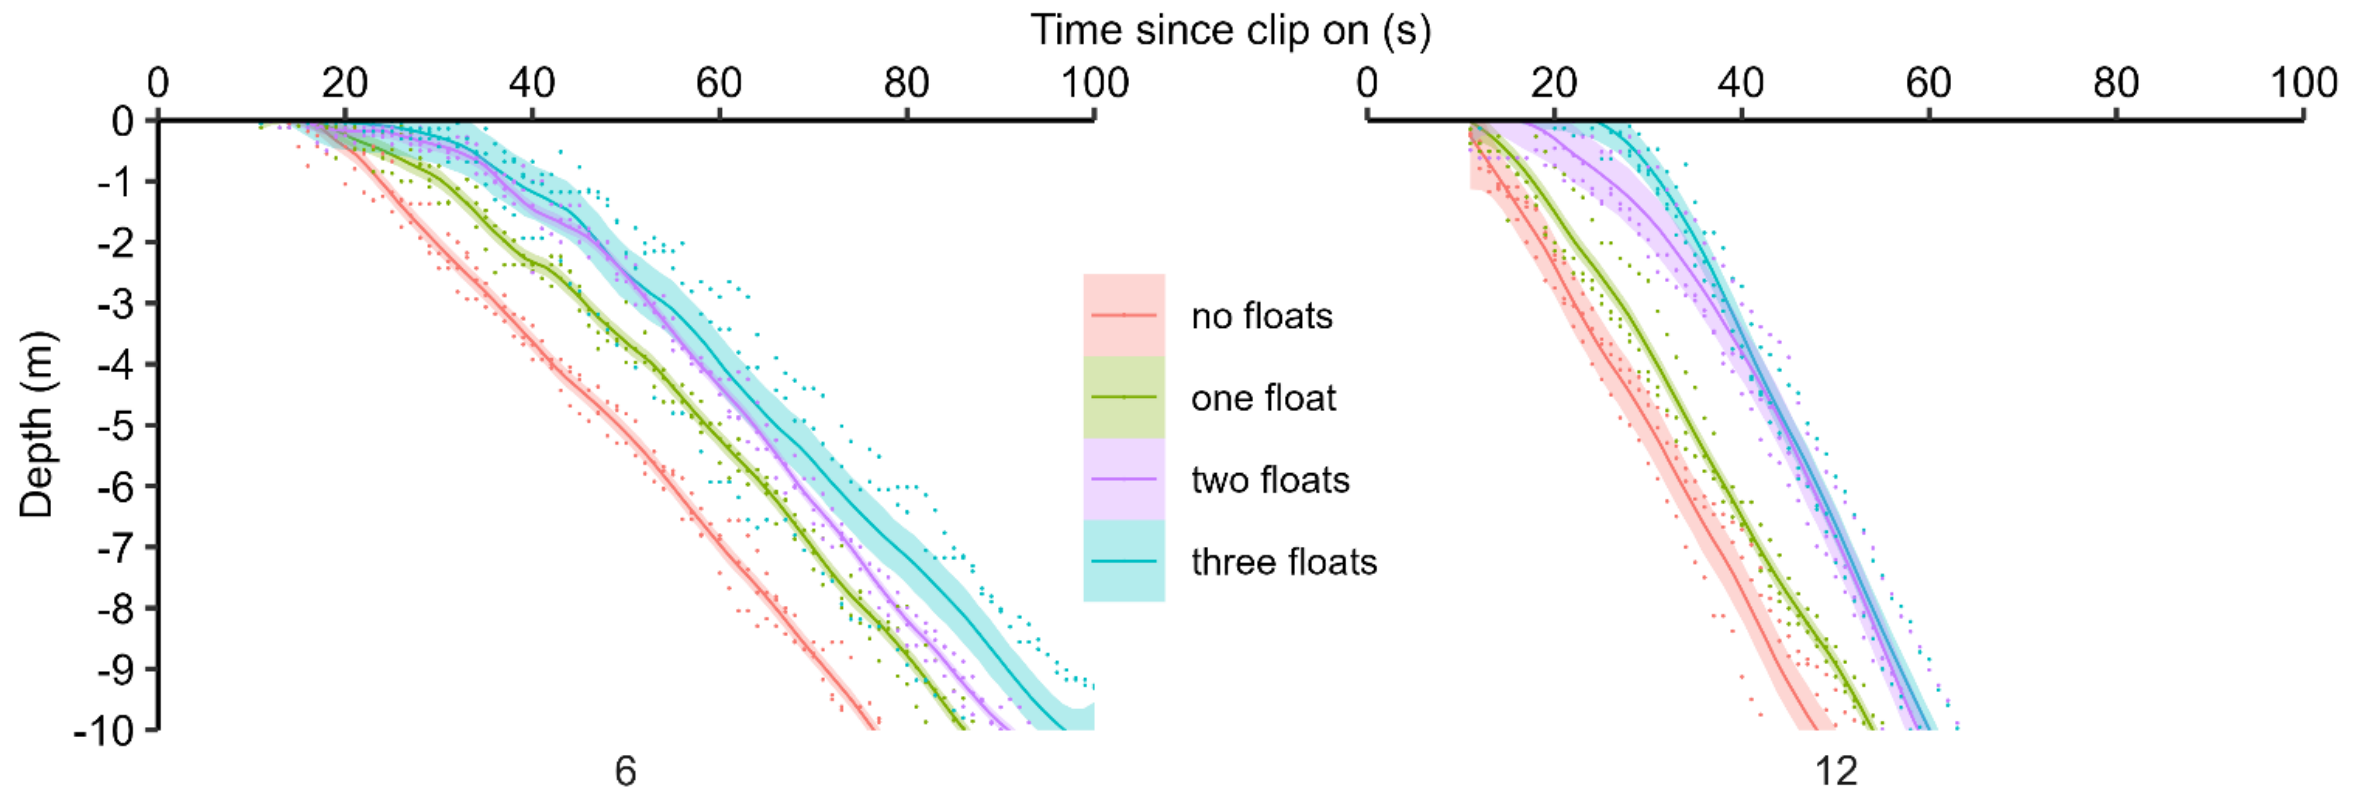 Time since clip on (s)
0 20 40 60 80 100
0 20 40 60 80 100
Depth (m)
0
-1
-2
-3
-4
-5
-6
-7
-8
-9
-10
no floats
one float
two floats
three floats
6
12